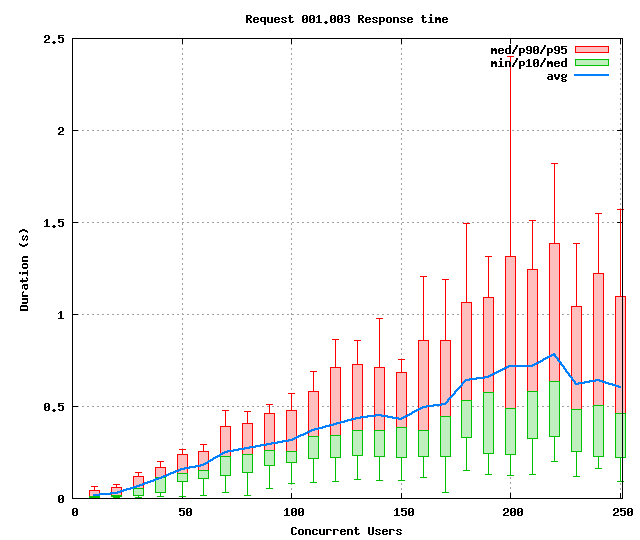 Request 001.003 Response time
med/p90/p95
min/p10/med
avg
2.5
2
1.5
1
0.5
0
Duration (s)
0 50 100 150 200 250
Concurrent Users